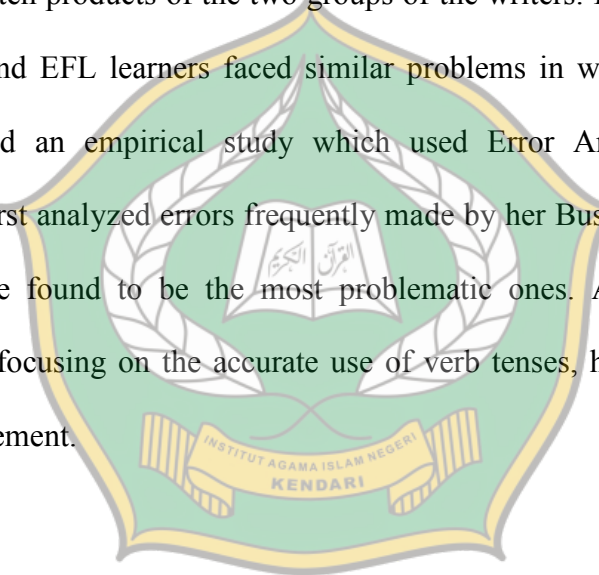 ten products of the two groups of the writers.
nd EFL learners faced similar problems in w
d an empirical study which used Error Ar
rst analyzed errors frequently made by her Bus
القرآن الكريم
e found to be the most problematic ones. A
focusing on the accurate use of verb tenses, h
ement.
INSTITUT AGAMA ISLAM NEGERI
KENDARI